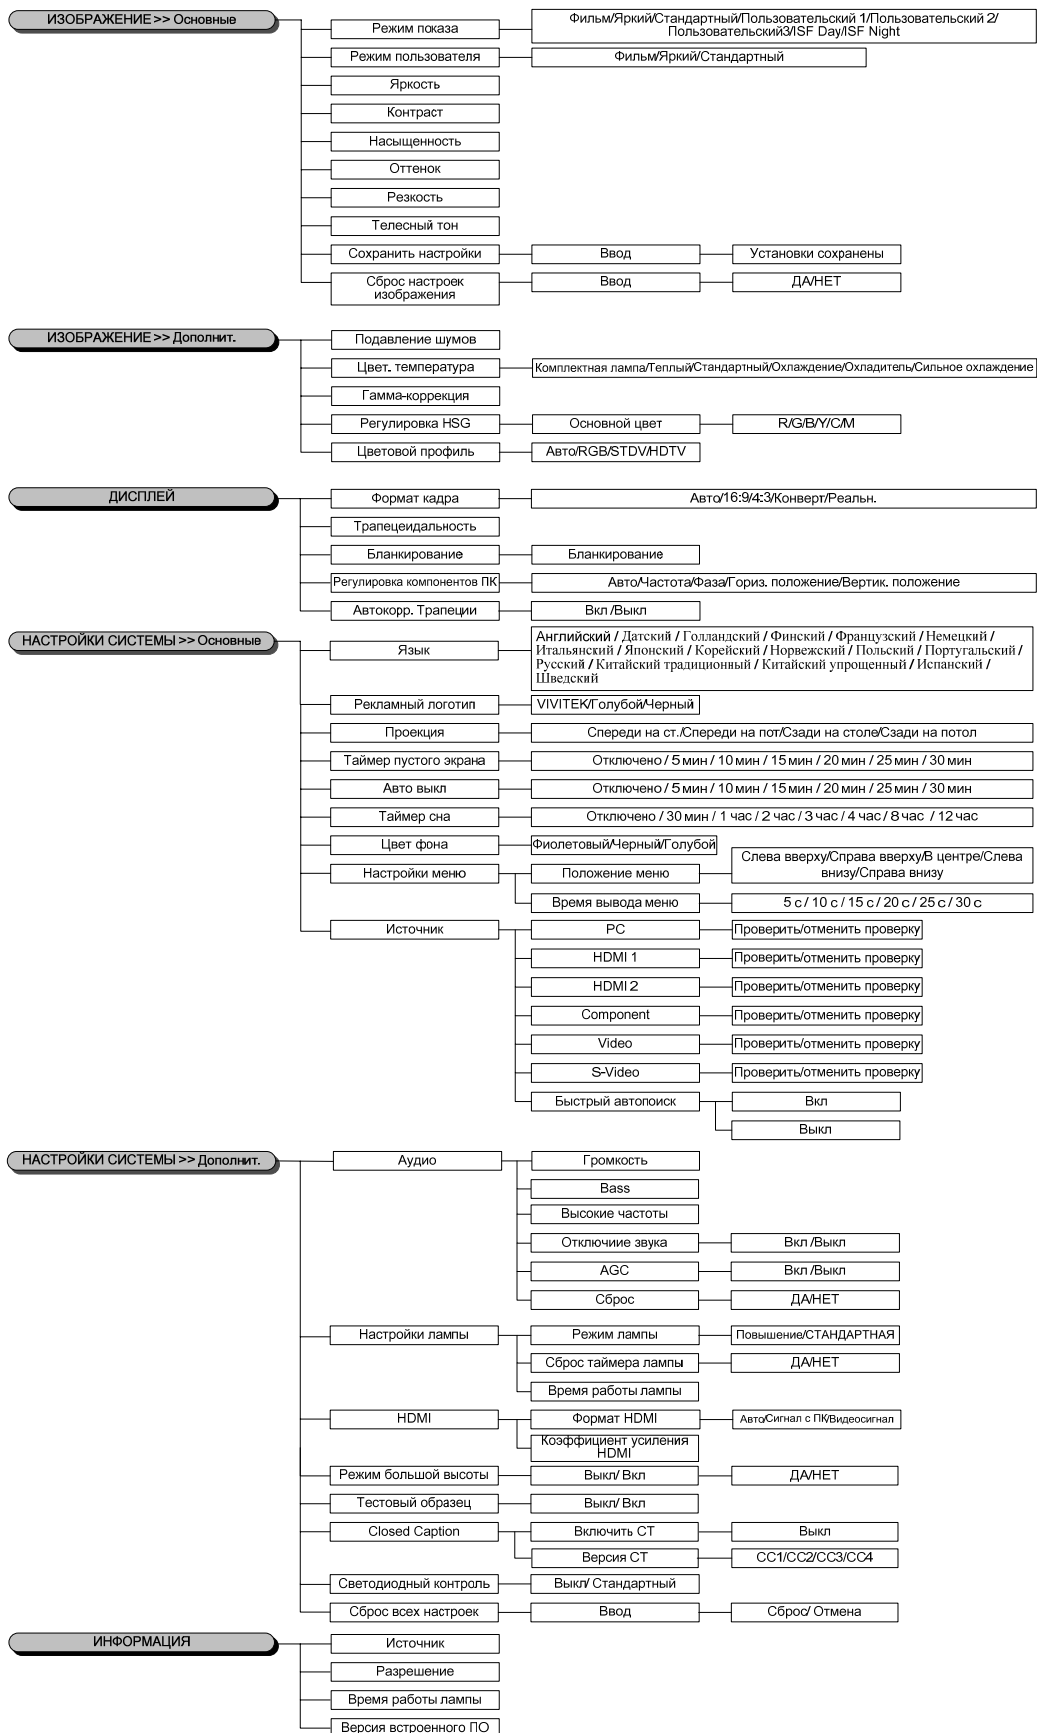 ИЗОБРАЖЕНИЕ >> Основные
Режим показа
Фильм/Яркий/Стандартный/Пользовательский 1/Пользовательский 2/
Пользовательский3/ISF Day/ISF Night
Режим пользователя
Фильм/Яркий/Стандартный
Яркость
Контраст
Насыщенность
Оттенок
Резкость
Телесный тон
Сохранить настройки
Ввод
Установки сохранены
Сброс настроек
изображения
Ввод
ДА/НЕТ
ИЗОБРАЖЕНИЕ >> Дополнит.
Подавление шумов
Цвет. температура
Комплектная лампа/Теплый/Стандартный/Охлаждение/Охладитель/Сильное охлаждение
Гамма-коррекция
Регулировка HSG
Основной цвет
R/G/B/Y/C/M
Цветовой профиль
Авто/RGB/STDV/HDTV
ДИСПЛЕЙ
Формат кадра
Авто/16:9/4:3/Конверт/Реальн.
Трапецеидальность
Бланкирование
Бланкирование
Регулировка компонентов ПК
Авто/Частота/Фаза/Гориз. положение/Вертик. положение
Автокорр. Трапеции
Вкл /Выкл
НАСТРОЙКИ СИСТЕМЫ >> Основные
Язык
Английский / Датский / Голландский / Финский / Французский / Немецкий /
Итальянский / Японский / Корейский / Норвежский / Польский / Португальский /
Русский / Китайский традиционный / Китайский упрощенный / Испанский /
Шведский
Рекламный логотип
VIVITEK/Голубой/Черный
Проекция
Спереди на ст./Спереди на пот/Сзади на столе/Сзади на потол
Таймер пустого экрана
Отключено / 5 мин / 10 мин / 15 мин / 20 мин / 25 мин / 30 мин
Авто выкл
Отключено / 5 мин / 10 мин / 15 мин / 20 мин / 25 мин / 30 мин
Таймер сна
Отключено / 30 мин / 1 час / 2 час / 3 час / 4 час / 8 час / 12 час
Цвет фона
Фиолетовый/Черный/Голубой
Настройки меню
Положение меню
Слева вверху/Справа вверху/В центре/Слева
внизу/Справа внизу
Время вывода меню
5 с / 10 с / 15 с / 20 с / 25 с / 30 с
Источник
PC
Проверить/отменить проверку
HDMI 1
Проверить/отменить проверку
HDMI 2
Проверить/отменить проверку
Component
Проверить/отменить проверку
Video
Проверить/отменить проверку
S-Video
Проверить/отменить проверку
Быстрый автопоиск
Вкл
Выкл
НАСТРОЙКИ СИСТЕМЫ >> Дополнит.
Аудио
Громкость
Bass
Высокие частоты
Отключиие звука
Вкл /Выкл
AGC
Вкл /Выкл
Сброс
ДА/НЕТ
Настройки лампы
Режим лампы
Повышение/СТАНДАРТНАЯ
Сброс таймера лампы
ДА/НЕТ
Время работы лампы
HDMI
Формат HDMI
Авто/Сигнал с ПК/Видеосигнал
Коэффициент усиления
HDMI
Режим большой высоты
Выкл/ Вкл
ДА/НЕТ
Тестовый образец
Выкл/ Вкл
Closed Caption
Включить СТ
Выкл
Версия СТ
CC1/CC2/CC3/CC4
Светодиодный контроль
Выкл/ Стандартный
Сброс всех настроек
Ввод
Сброс/ Отмена
ИНФОРМАЦИЯ
Источник
Разрешение
Время работы лампы
Версия встроенного ПО